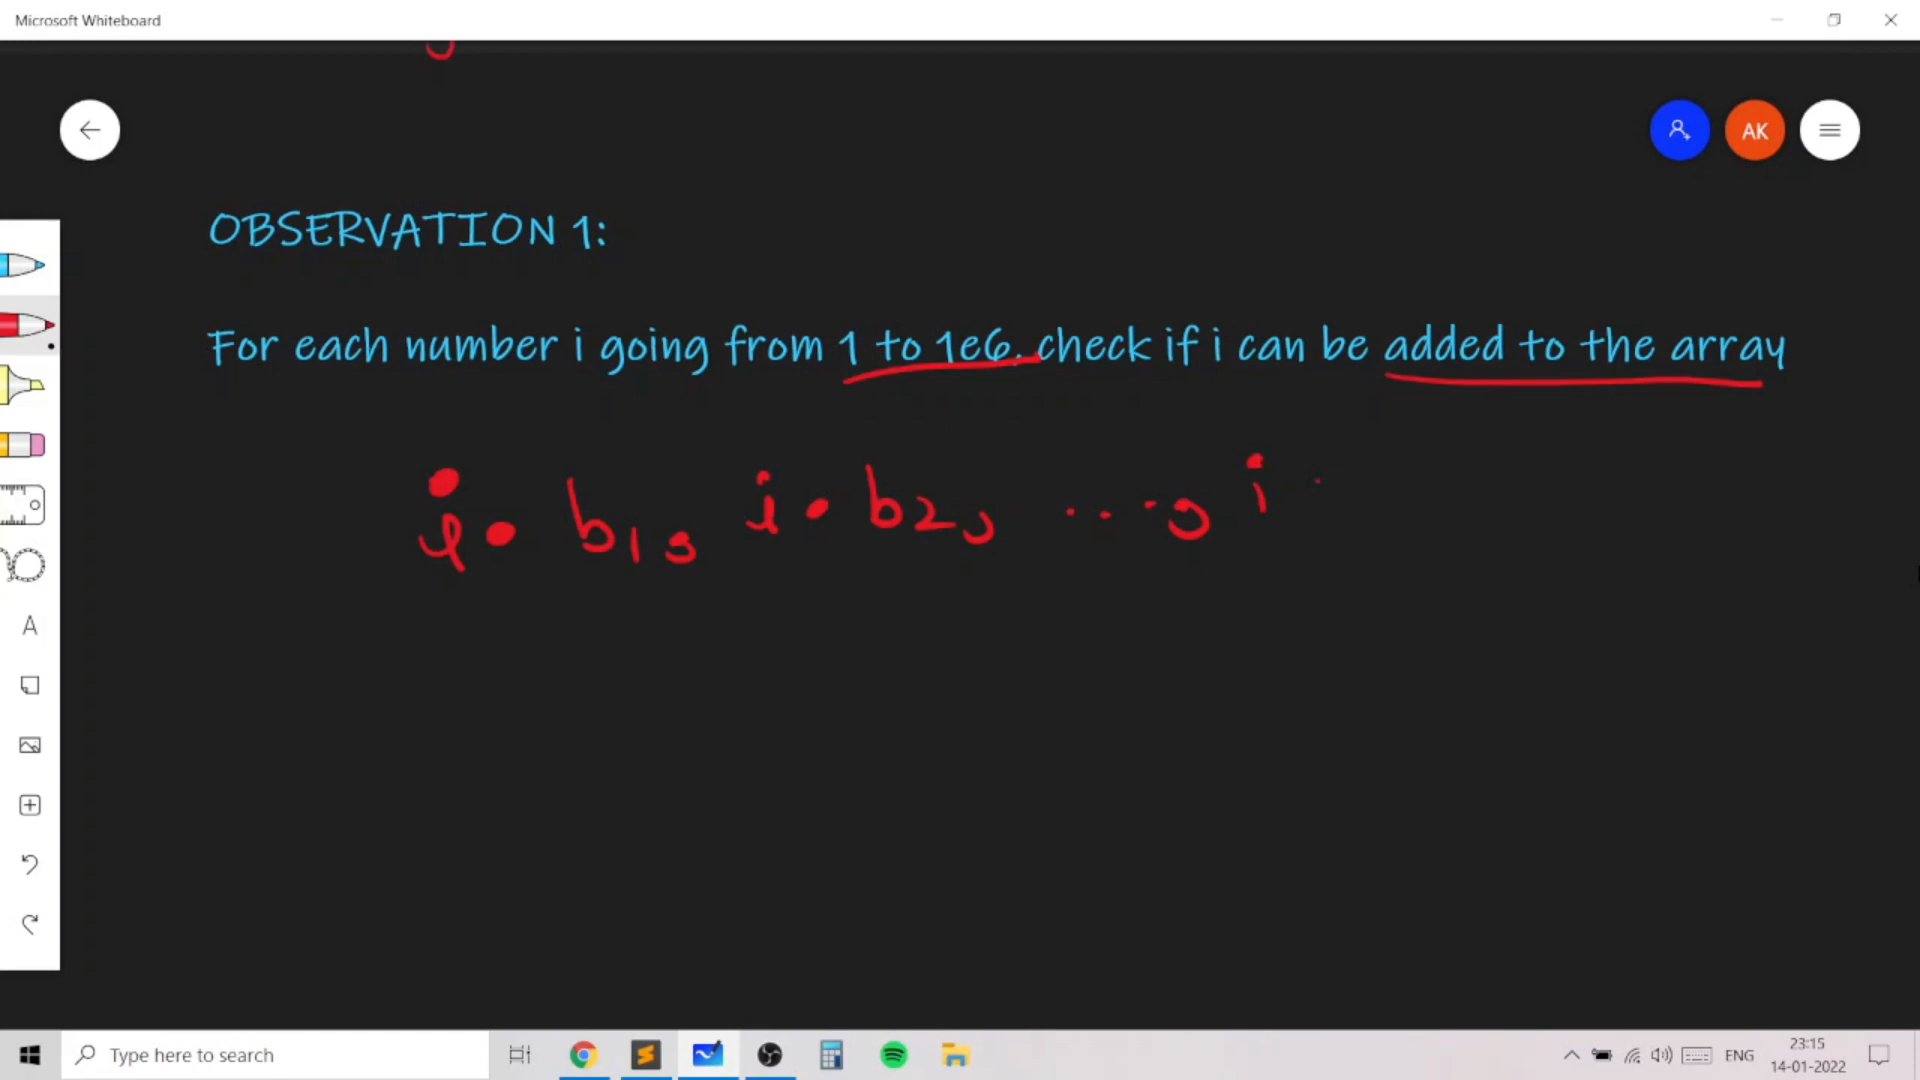 Microsoft Whiteboard
AK
OBSERVATION 1:
For each number i going from 1 to 1e6, check if i can be added to the array
i · b1, i · b2, ..., i ·
A
Type here to search
ENG
23:15
14-01-2022